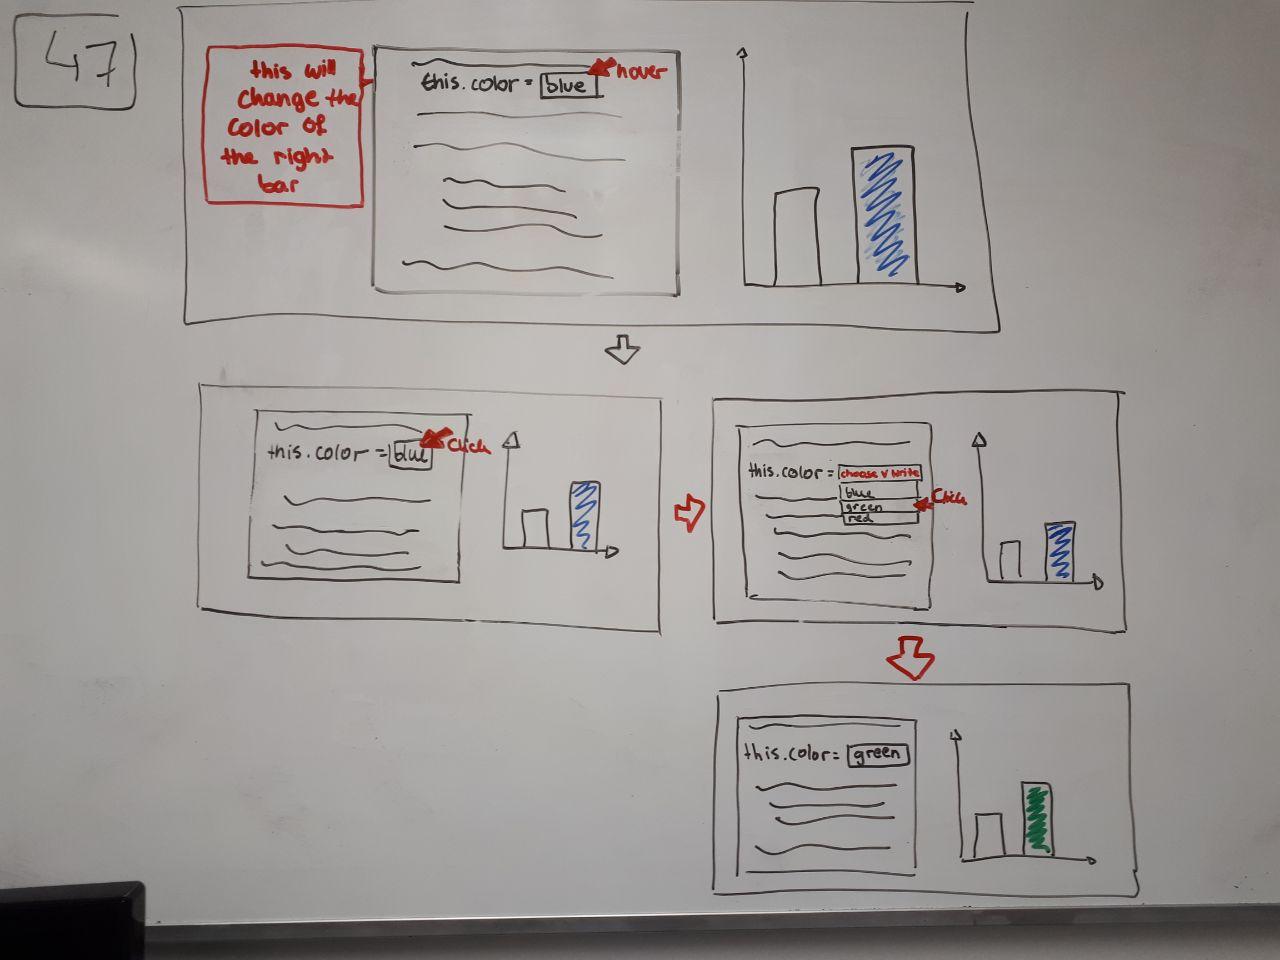 47
this will
change the
color of
the right
bar
this.color = blue
hover
this.color = blue
click
this.color = choose v write
blue
green
red
Click
this.color= green